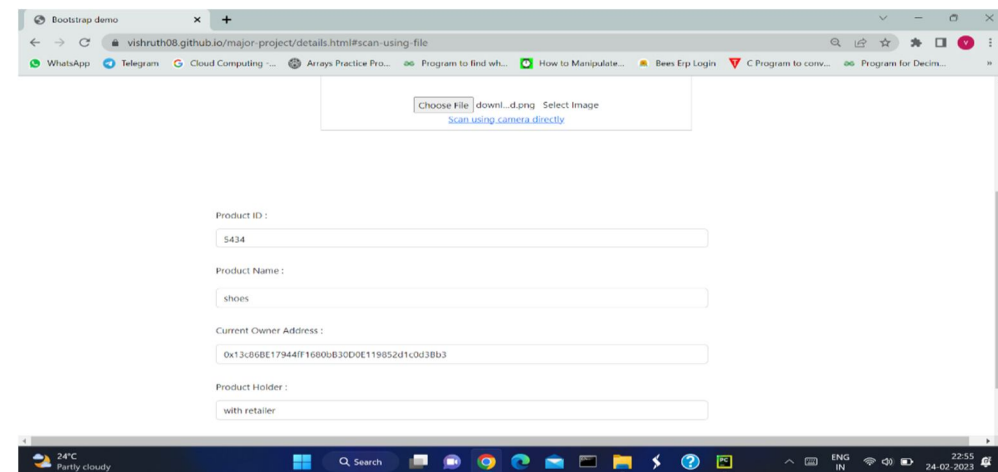 Bootstrap demo
vishruth08.github.io/major-project/details.html#scan-using-file
WhatsApp Telegram Cloud Computing -... Arrays Practice Pro... Program to find wh... How to Manipulate... Bees Erp Login C Program to conv... Program for Decim... »
Choose File downl...d.png Select Image
Scan using camera directly
Product ID :
5434
Product Name :
shoes
Current Owner Address :
Product Holder :
with retailer
24°C
Partly cloudy
Search
ENG
IN
22:55
24-02-2023